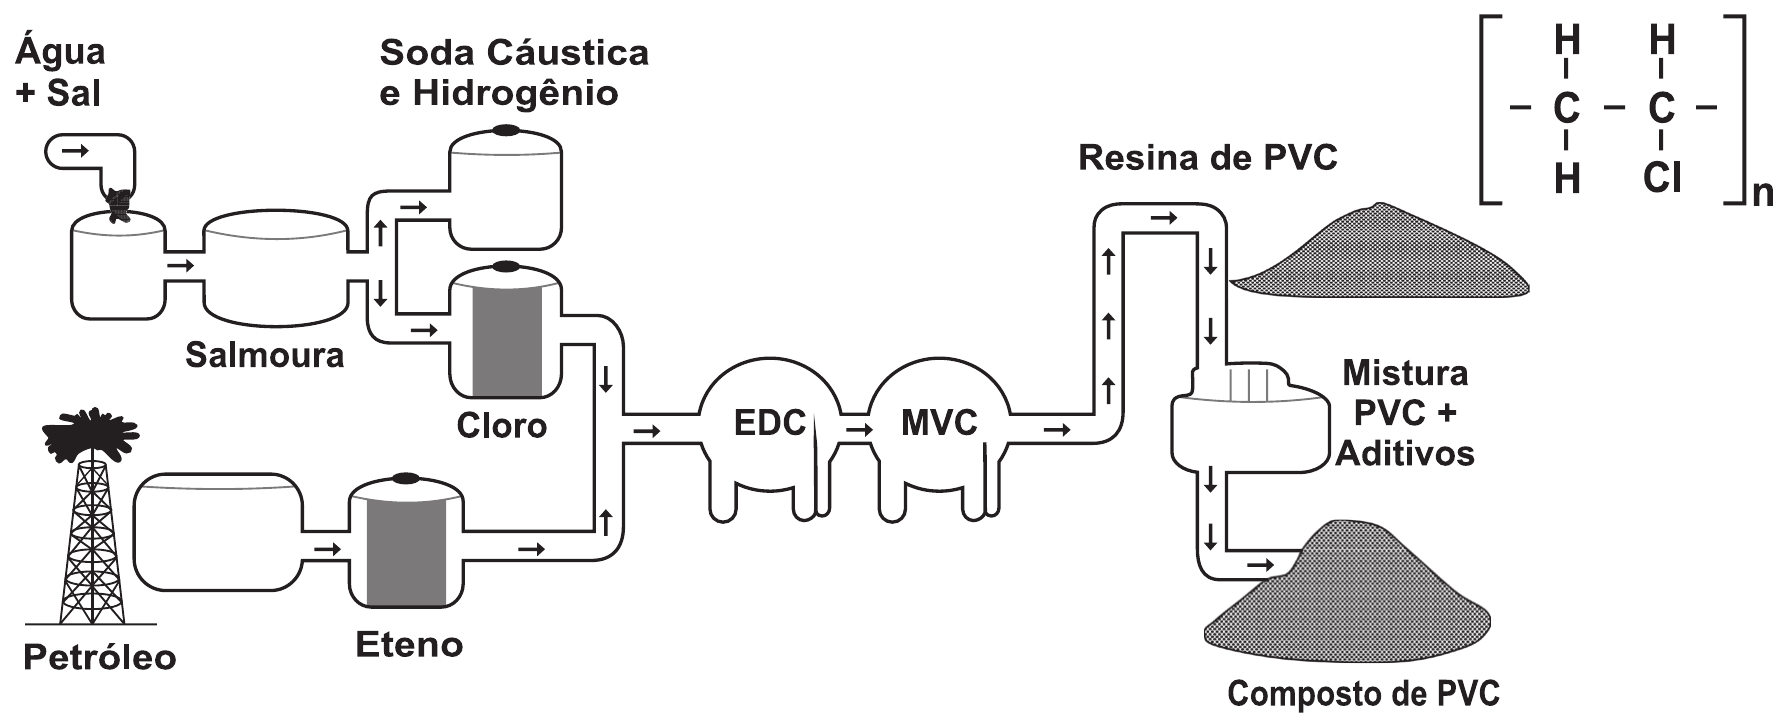 Água
+ Sal
Soda Cáustica
e Hidrogênio
Salmoura
Cloro
Petróleo
Eteno
EDC
MVC
Resina de PVC
H H
– C – C –
H Cl
n
Mistura
PVC +
Aditivos
Composto de PVC